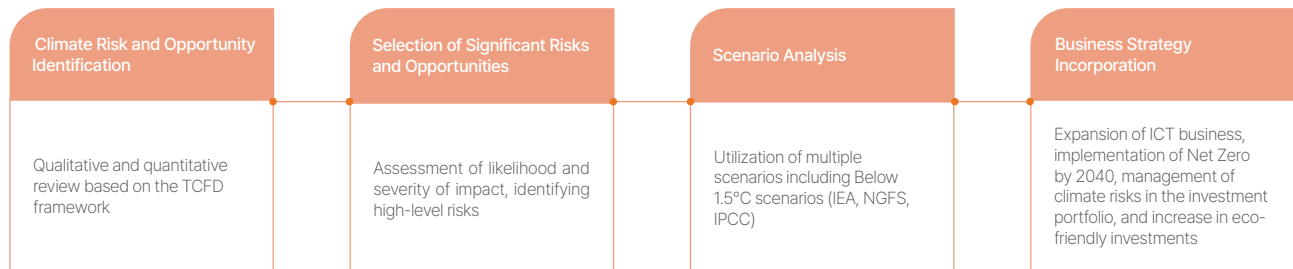 Climate Risk and Opportunity
Identification
Qualitative and quantitative
review based on the TCFD
framework
Selection of Significant Risks
and Opportunities
Assessment of likelihood and
severity of impact, identifying
high-level risks
Scenario Analysis
Utilization of multiple
scenarios including Below
1.5°C scenarios (IEA, NGFS,
IPCC)
Business Strategy
Incorporation
Expansion of ICT business,
implementation of Net Zero
by 2040, management of
climate risks in the investment
portfolio, and increase in eco-
friendly investments